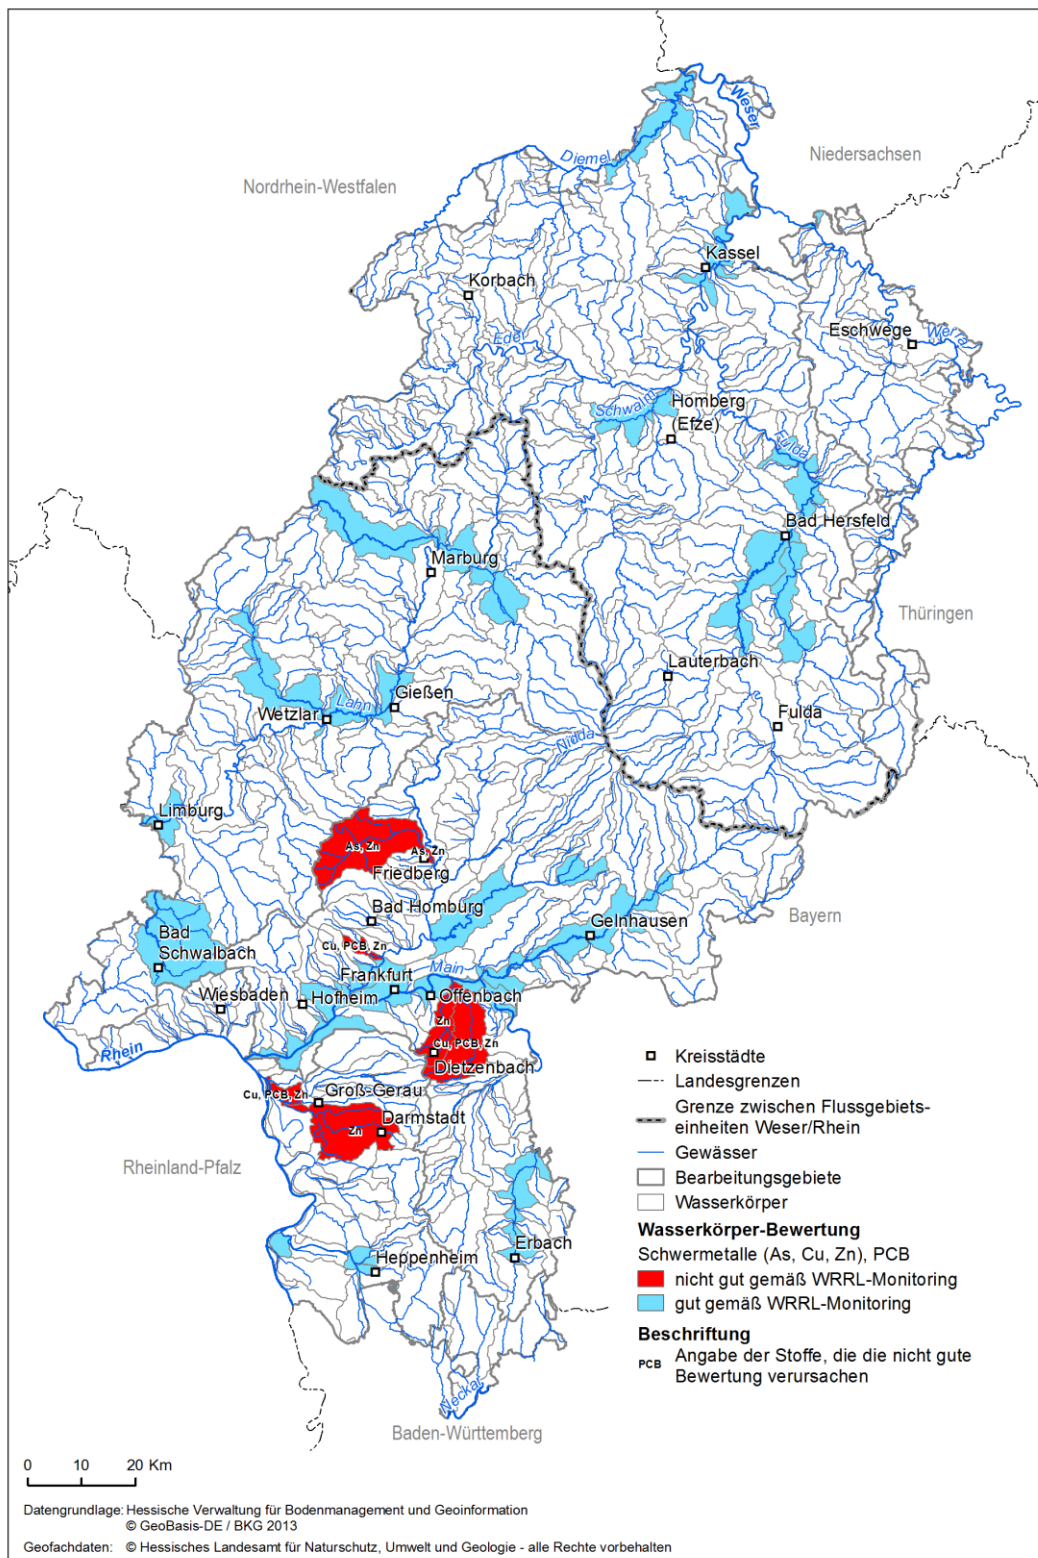 Weser
Niedersachsen
Diemel
Nordrhein-Westfalen
Kassel
Korbach
Eschwege
Werra
Eder
Homberg
(Efze)
Schwalm
Fulda
Bad Hersfeld
Marburg
Thüringen
Lauterbach
Gießen
Lahn
Wetzlar
Fulda
Nidda
Limburg
As, Zn
As, Zn
Friedberg
Bad Homburg
Gelnhausen
Bayern
Bad
Schwalbach
Cu, PCB, Zn
Main
Frankfurt
Wiesbaden
Hofheim
Offenbach
Zn
Rhein
Cu, PCB, Zn
Dietzenbach
Cu, PCB, Zn
Groß-Gerau
Darmstadt
Zn
Rheinland-Pfalz
Erbach
Heppenheim
Neckar
Baden-Württemberg
Kreisstädte
Landesgrenzen
Grenze zwischen Flussgebiets-
einheiten Weser/Rhein
Gewässer
Bearbeitungsgebiete
Wasserkörper
Wasserkörper-Bewertung
Schwermetalle (As, Cu, Zn), PCB
nicht gut gemäß WRRL-Monitoring
gut gemäß WRRL-Monitoring
Beschriftung
PCB Angabe der Stoffe, die die nicht gute
Bewertung verursachen
0 10 20 Km
Datengrundlage: Hessische Verwaltung für Bodenmanagement und Geoinformation
© GeoBasis-DE / BKG 2013
Geofachdaten: © Hessisches Landesamt für Naturschutz, Umwelt und Geologie - alle Rechte vorbehalten